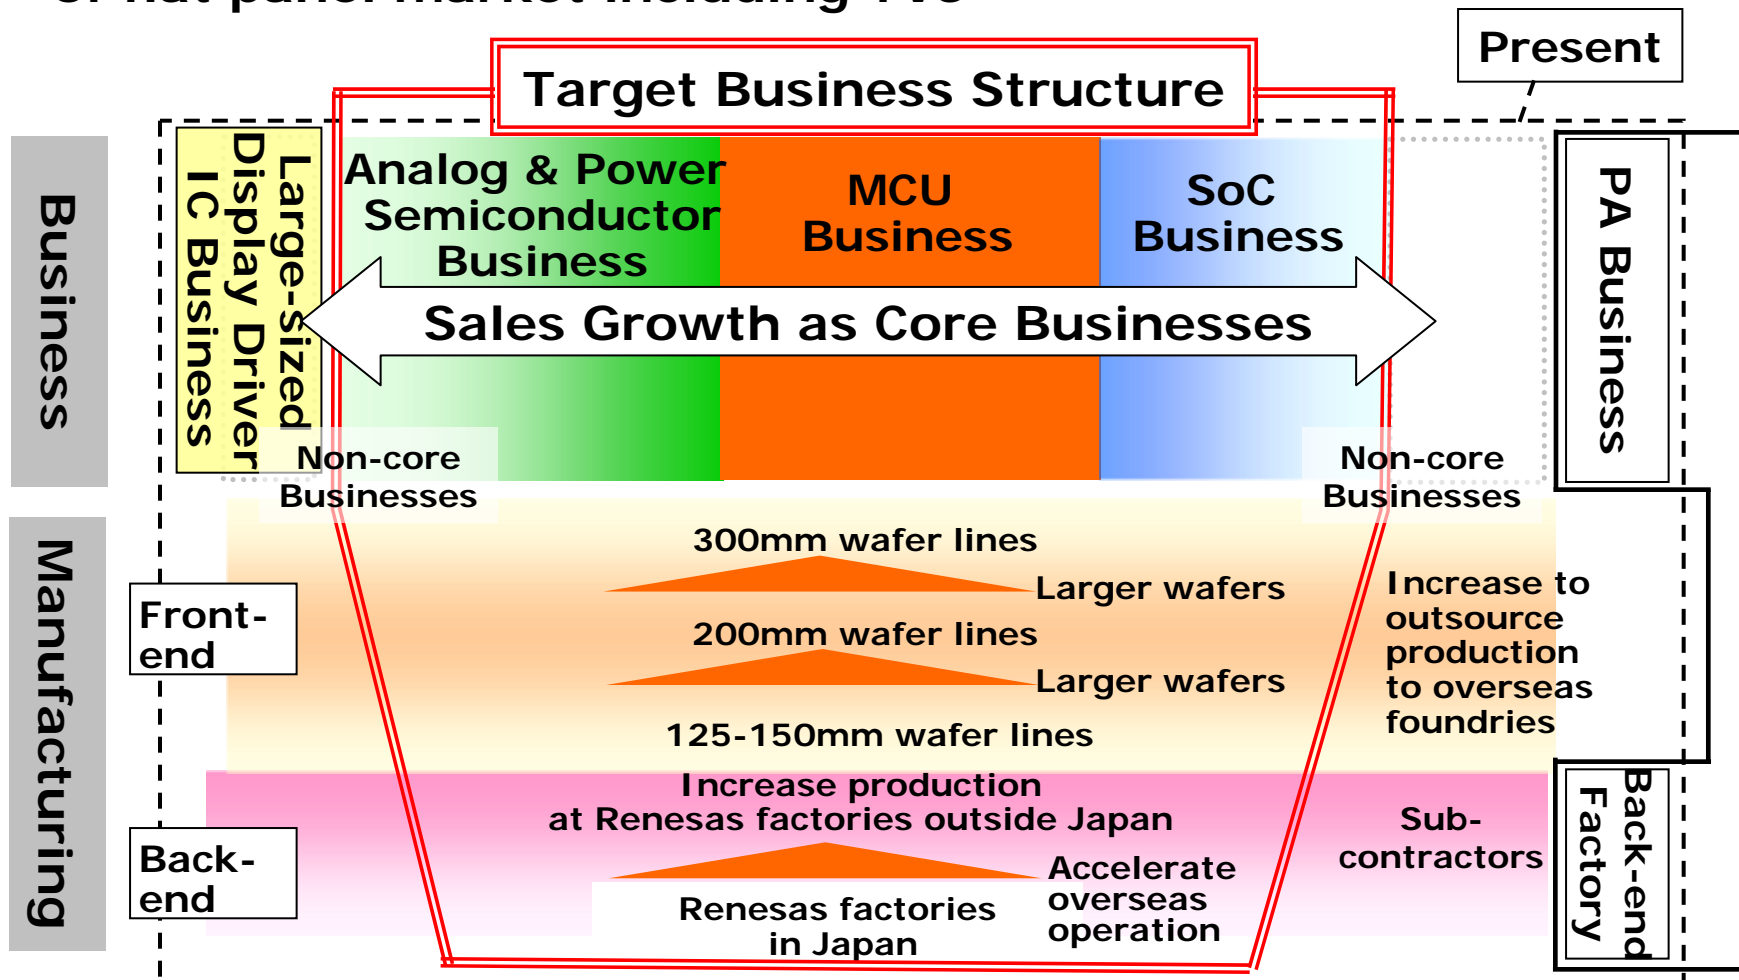 Present
Target Business Structure
Business
Large-sized
Display Driver
IC Business
Analog & Power
Semiconductor
Business
MCU
Business
SoC
Business
PA Business
Sales Growth as Core Businesses
Non-core
Businesses
Non-core
Businesses
Manufacturing
Front-
end
300mm wafer lines
Larger wafers
200mm wafer lines
Larger wafers
125-150mm wafer lines
Increase to
outsource
production
to overseas
foundries
Back-
end
Increase production
at Renesas factories outside Japan
Accelerate
overseas
operation
Renesas factories
in Japan
Sub-
contractors
Back-end
Factory